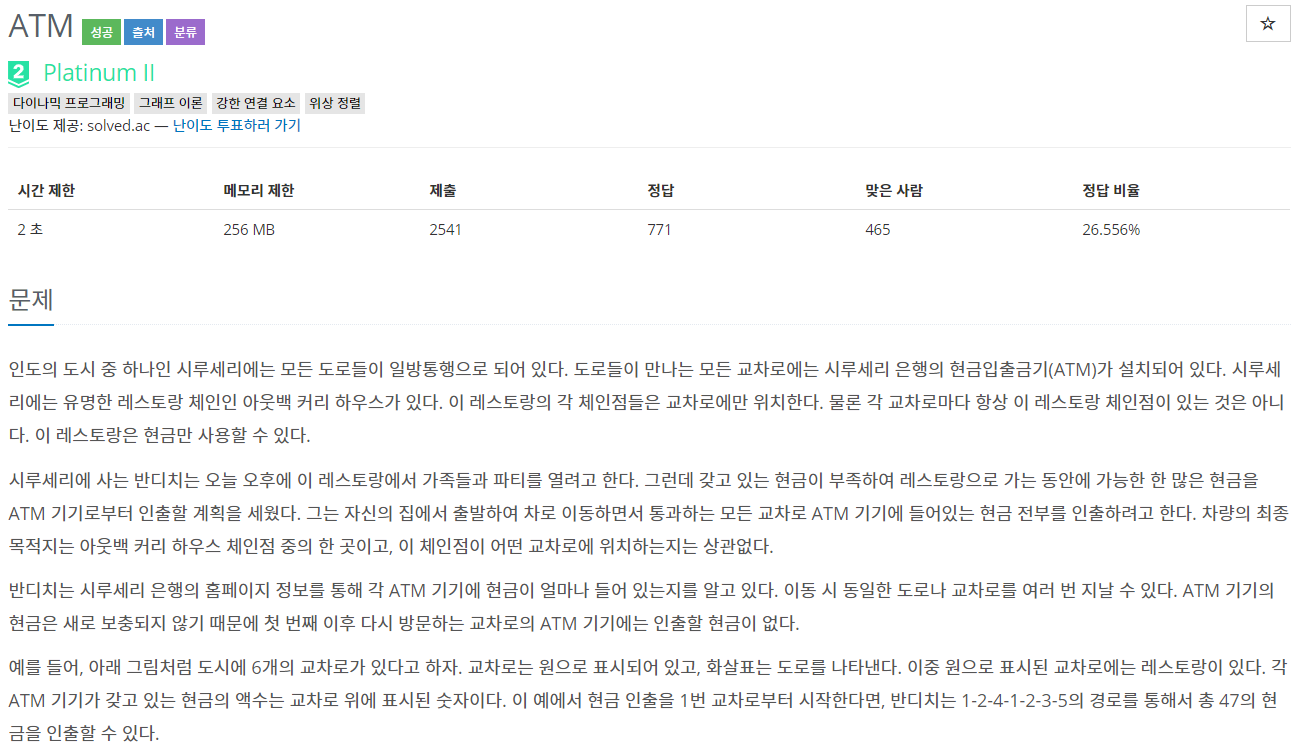 ATM 성공 출처 분류
☆
2 Platinum II
다이나믹 프로그래밍 그래프 이론 강한 연결 요소 위상 정렬
난이도 제공: solved.ac — 난이도 투표하러 가기
시간 제한 메모리 제한 제출 정답 맞은 사람 정답 비율
2 초 256 MB 2541 771 465 26.556%
문제
인도의 도시 중 하나인 시루세리에는 모든 도로들이 일방통행으로 되어 있다. 도로들이 만나는 모든 교차로에는 시루세리 은행의 현금입출금기(ATM)가 설치되어 있다. 시루세
리에는 유명한 레스토랑 체인인 아웃백 커리 하우스가 있다. 이 레스토랑의 각 체인점들은 교차로에만 위치한다. 물론 각 교차로마다 항상 이 레스토랑 체인점이 있는 것은 아니
다. 이 레스토랑은 현금만 사용할 수 있다.
시루세리에 사는 반디치는 오늘 오후에 이 레스토랑에서 가족들과 파티를 열려고 한다. 그런데 갖고 있는 현금이 부족하여 레스토랑으로 가는 동안에 가능한 한 많은 현금을
ATM 기기로부터 인출할 계획을 세웠다. 그는 자신의 집에서 출발하여 차로 이동하면서 통과하는 모든 교차로 ATM 기기에 들어있는 현금 전부를 인출하려고 한다. 차량의 최종
목적지는 아웃백 커리 하우스 체인점 중의 한 곳이고, 이 체인점이 어떤 교차로에 위치하는지는 상관없다.
반디치는 시루세리 은행의 홈페이지 정보를 통해 각 ATM 기기에 현금이 얼마나 들어 있는지를 알고 있다. 이동 시 동일한 도로나 교차로를 여러 번 지날 수 있다. ATM 기기의
현금은 새로 보충되지 않기 때문에 첫 번째 이후 다시 방문하는 교차로의 ATM 기기에는 인출할 현금이 없다.
예를 들어, 아래 그림처럼 도시에 6개의 교차로가 있다고 하자. 교차로는 원으로 표시되어 있고, 화살표는 도로를 나타낸다. 이중 원으로 표시된 교차로에는 레스토랑이 있다. 각
ATM 기기가 갖고 있는 현금의 액수는 교차로 위에 표시된 숫자이다. 이 예에서 현금 인출을 1번 교차로부터 시작한다면, 반디치는 1-2-4-1-2-3-5의 경로를 통해서 총 47의 현
금을 인출할 수 있다.